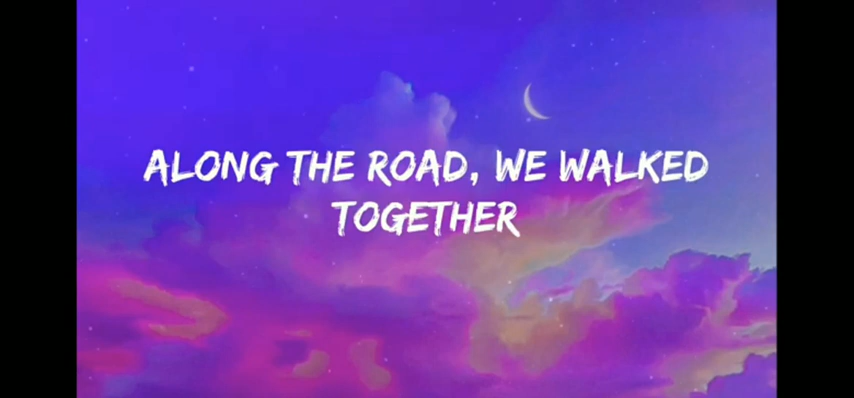 ALONG THE ROAD, WE WALKED
TOGETHER